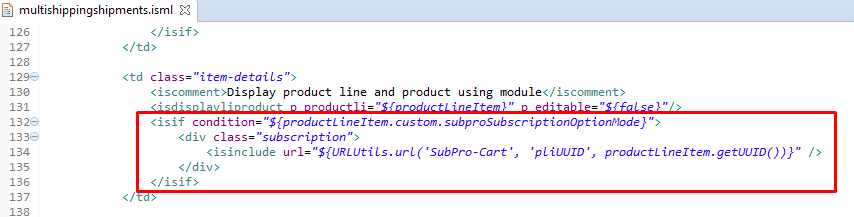 multishippingshipments.isml
126 </isif>
127 </td>
128
129 <td class="item-details">
130 <iscomment>Display product line and product using module</iscomment>
131 <isdisplayliproduct p_productli="${productLineItem}" p_editable="${false}"/>
132 <isif condition="${productLineItem.custom.subproSubscriptionOptionMode}">
133 <div class="subscription">
134 <isinclude url="${URLUtils.url('SubPro-Cart', 'pliUUID', productLineItem.getUUID())}" />
135 </div>
136 </isif>
137 </td>
138